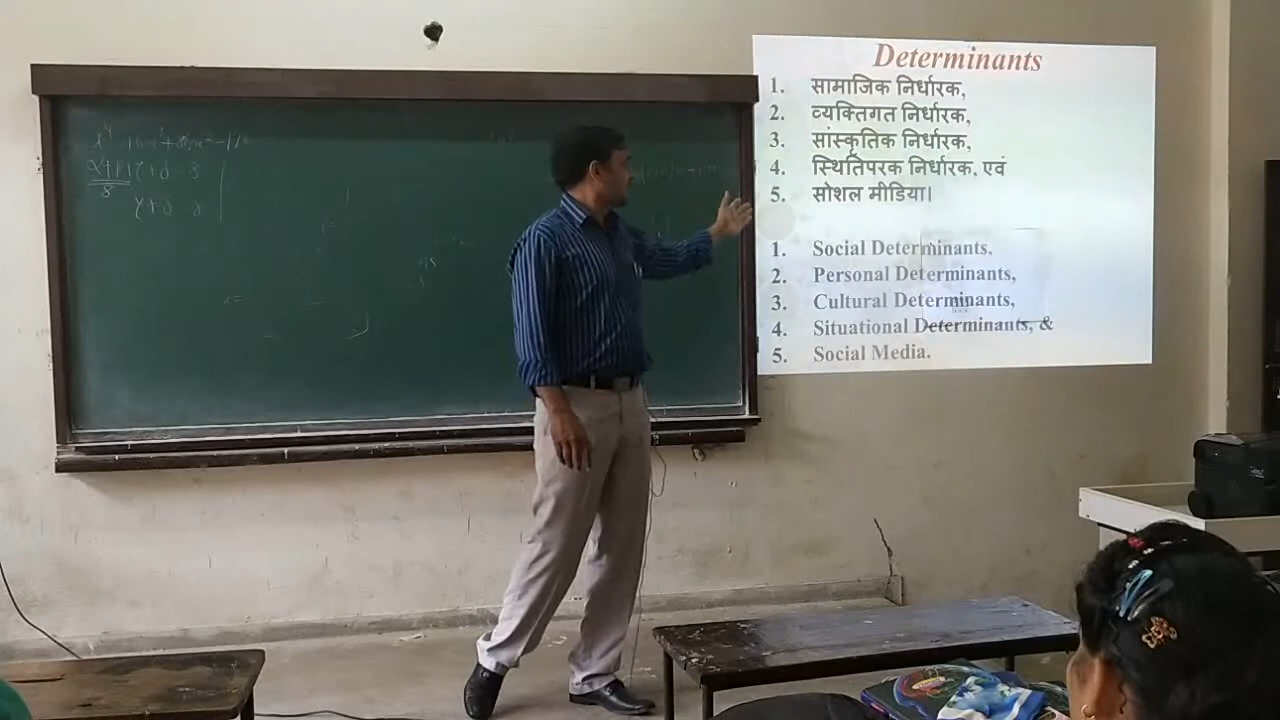 Determinants
1. सामाजिक निर्धारक,
2. व्यक्तिगत निर्धारक,
3. सांस्कृतिक निर्धारक,
4. स्थितिपरक निर्धारक, एवं
5. सोशल मीडिया।
1. Social Determinants,
2. Personal Determinants,
3. Cultural Determinants,
4. Situational Determinants, &
5. Social Media.